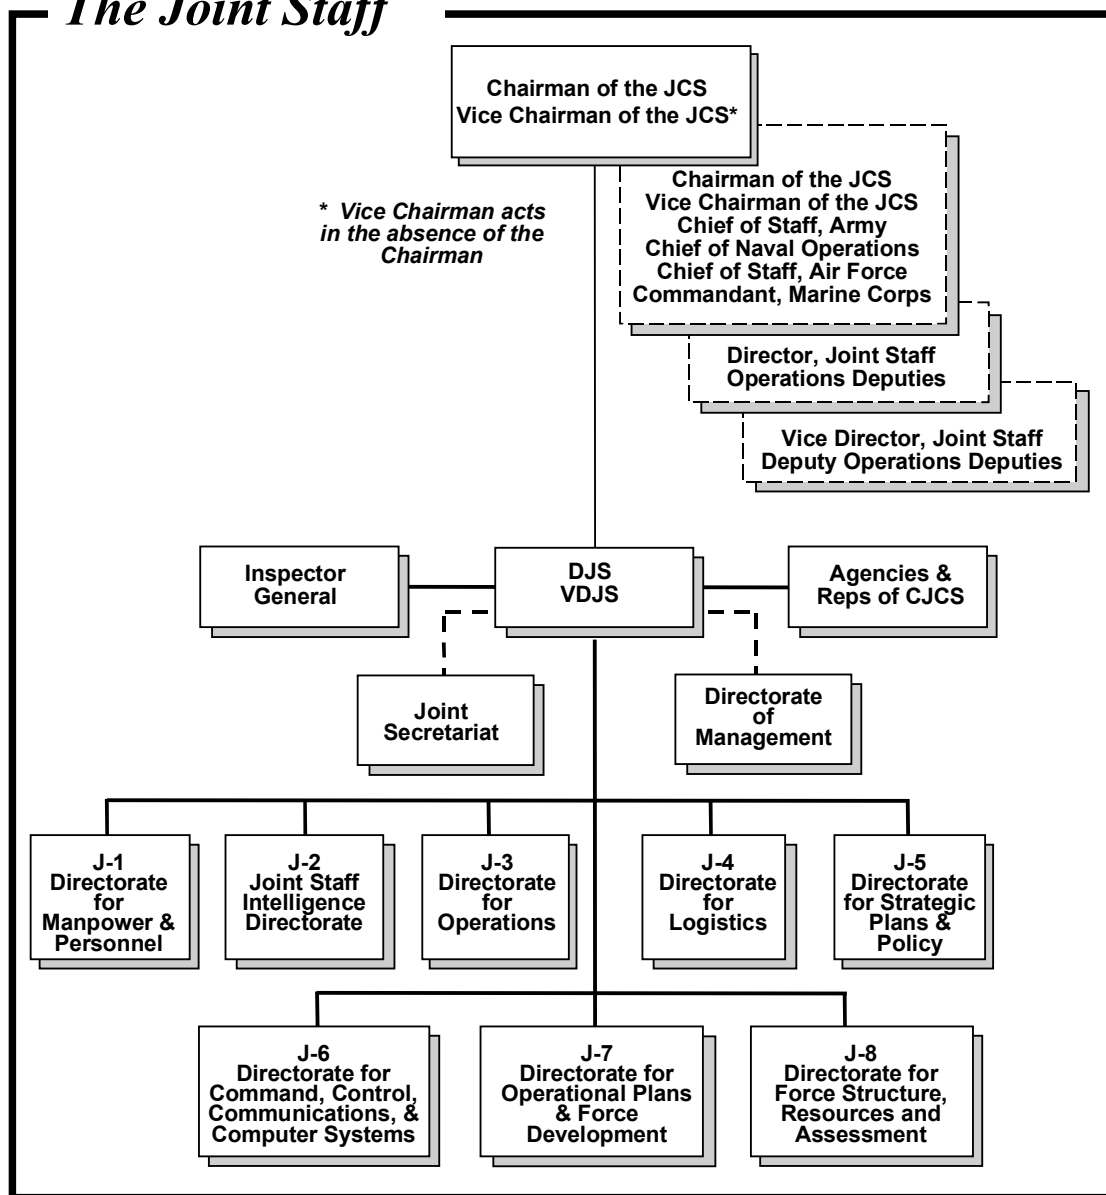 The Joint Staff
Chairman of the JCS
Vice Chairman of the JCS*
* Vice Chairman acts
in the absence of the
Chairman
Chairman of the JCS
Vice Chairman of the JCS
Chief of Staff, Army
Chief of Naval Operations
Chief of Staff, Air Force
Commandant, Marine Corps
Director, Joint Staff
Operations Deputies
Vice Director, Joint Staff
Deputy Operations Deputies
Inspector
General
DJS
VDJS
Agencies &
Reps of CJCS
Joint
Secretariat
Directorate
of
Management
J-1
Directorate
for
Manpower &
Personnel
J-2
Joint Staff
Intelligence
Directorate
J-3
Directorate
for
Operations
J-4
Directorate
for
Logistics
J-5
Directorate
for Strategic
Plans &
Policy
J-6
Directorate for
Command, Control,
Communications, &
Computer Systems
J-7
Directorate for
Operational Plans
& Force
Development
J-8
Directorate for
Force Structure,
Resources and
Assessment